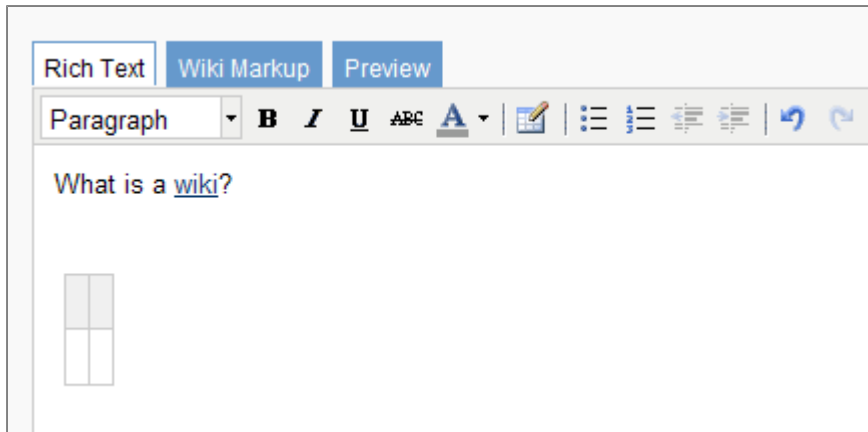 Rich Text Wiki Markup Preview
Paragraph B I U ABC A
What is a wiki?